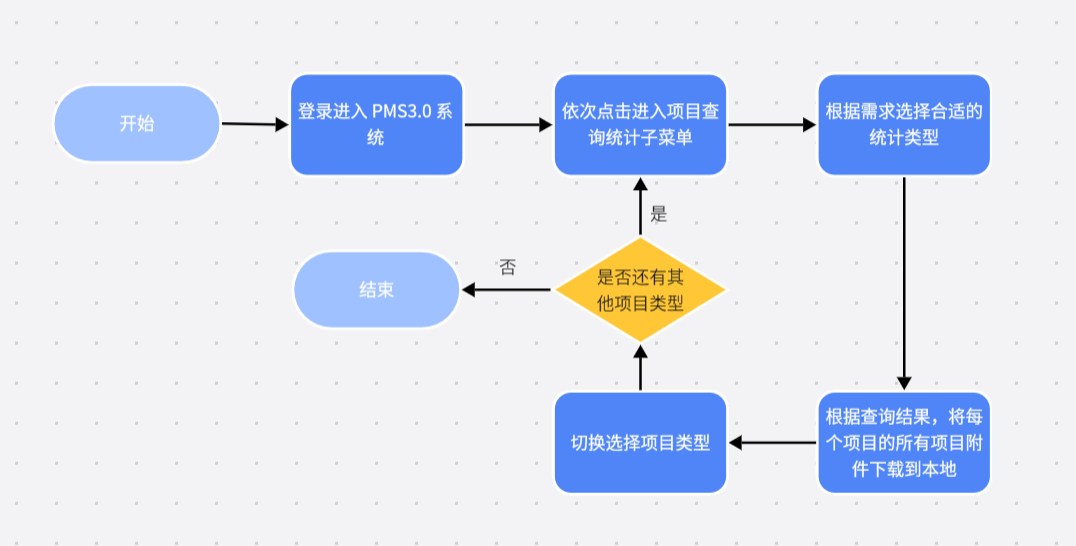 开始
登录进入 PMS3.0 系
统
依次点击进入项目查
询统计子菜单
根据需求选择合适的
统计类型
是
否
是否还有其
他项目类型
结束
切换选择项目类型
根据查询结果，将每
个项目的所有项目附
件下载到本地